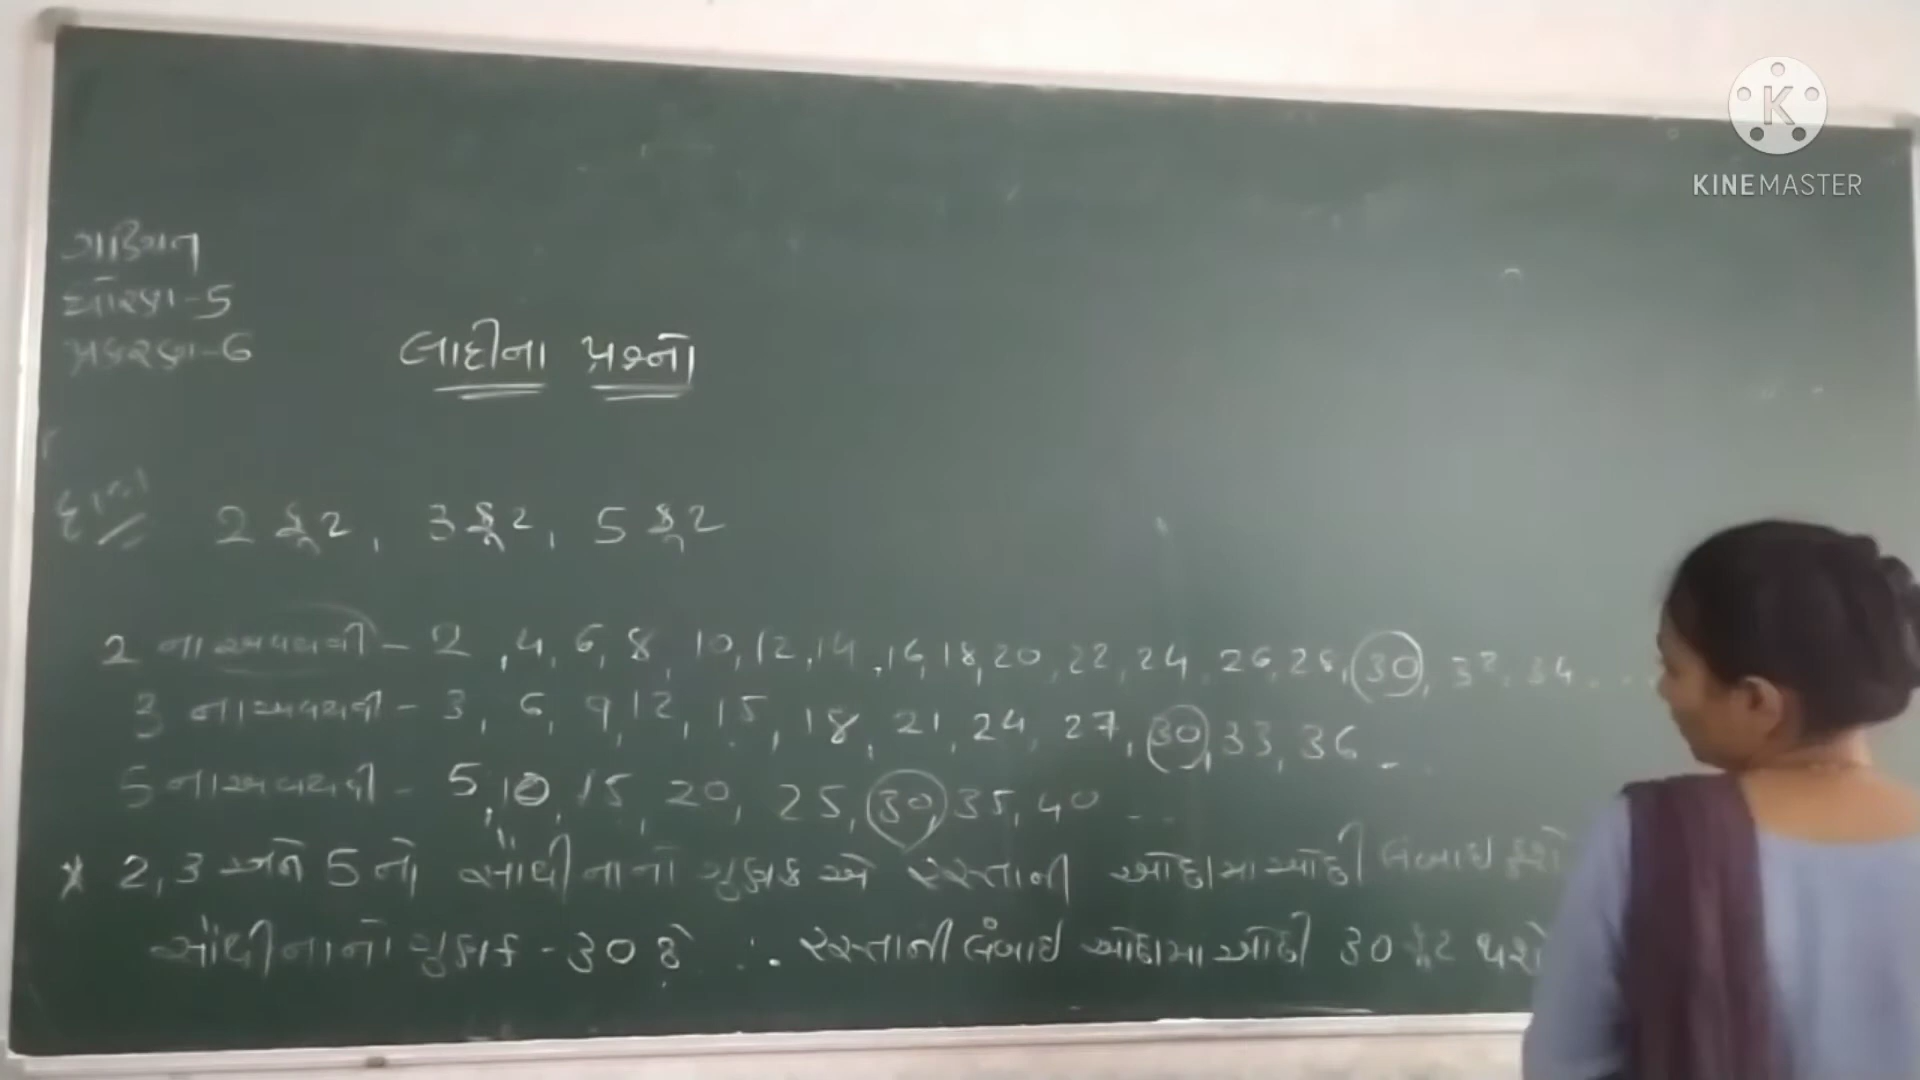 ગણિત
ધોરણ-5
પ્રકરણ-6
લાદીના પ્રશ્નો
દા.ત.
2 ફૂટ, 3 ફૂટ, 5 ફૂટ
2 ના અવયવી - 2, 4, 6, 8, 10, 12, 14, 16, 18, 20, 22, 24, 26, 28, 30, 32, 34 ....
3 ના અવયવી - 3, 6, 9, 12, 15, 18, 21, 24, 27, 30, 33, 36 ...
5 ના અવયવી - 5, 10, 15, 20, 25, 30, 35, 40 ...
* 2, 3 અને 5 નો સૌથી નાનો ગુણક એ રસ્તાની ઓછામાં ઓછી લંબાઇ હશે
સૌથી નાનો ગુણક - 30 છે ∴ રસ્તાની લંબાઇ ઓછામાં ઓછી 30 ફૂટ થશે
K
KINEMASTER